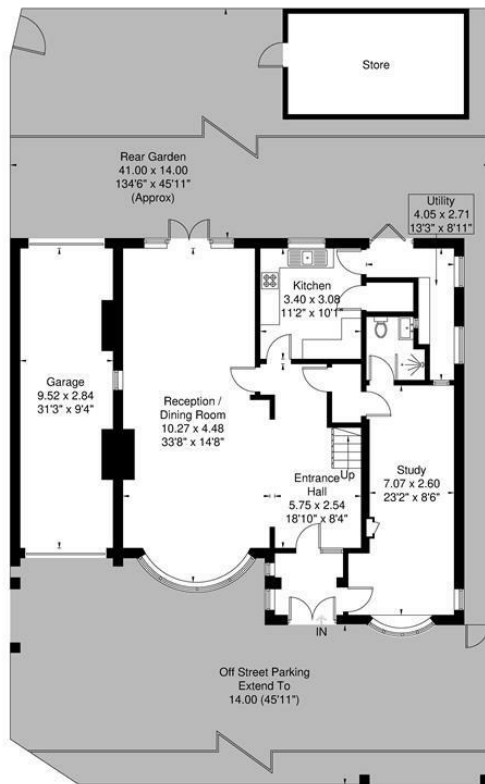 Store
Rear Garden
41.00 x 14.00
134'6" x 45'11"
(Approx)
Utility
4.05 x 2.71
13'3" x 8'11"
Kitchen
3.40 x 3.08
11'2" x 10'1"
Garage
9.52 x 2.84
31'3" x 9'4"
Reception /
Dining Room
10.27 x 4.48
33'8" x 14'8"
Up
Entrance
Hall
5.75 x 2.54
18'10" x 8'4"
Study
7.07 x 2.60
23'2" x 8'6"
IN
Off Street Parking
Extend To
14.00 (45'11")